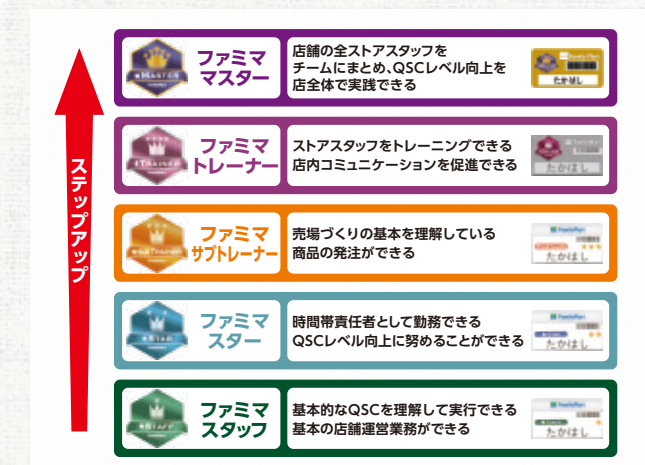 ステップアップ
MASTER
ファミマ
マスター
店舗の全ストアスタッフを
チームにまとめ、QSCレベル向上を
店全体で実践できる
たかはし
TRAINER
ファミマ
トレーナー
ストアスタッフをトレーニングできる
店内コミュニケーションを促進できる
たかはし
ファミマ
サブトレーナー
売場づくりの基本を理解している
商品の発注ができる
FamilyMart
たかはし
STAR
ファミマ
スター
時間帯責任者として勤務できる
QSCレベル向上に努めることができる
FamilyMart
たかはし
STAFF
ファミマ
スタッフ
基本的なQSCを理解して実行できる
基本の店舗運営業務ができる
FamilyMart
たかはし